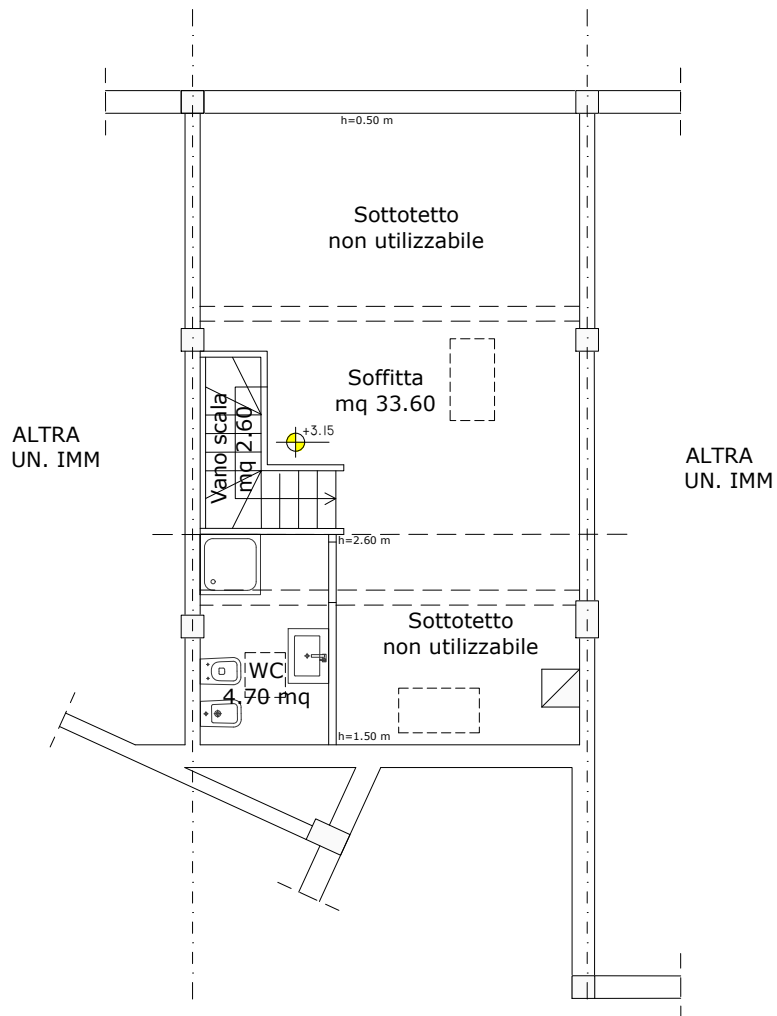 h=0.50 m
Sottotetto
non utilizzabile
Soffitta
mq 33.60
Vano scala
mq 2.60
+3.15
ALTRA
UN. IMM
ALTRA
UN. IMM
h=2.60 m
Sottotetto
non utilizzabile
WC
4.70 mq
h=1.50 m